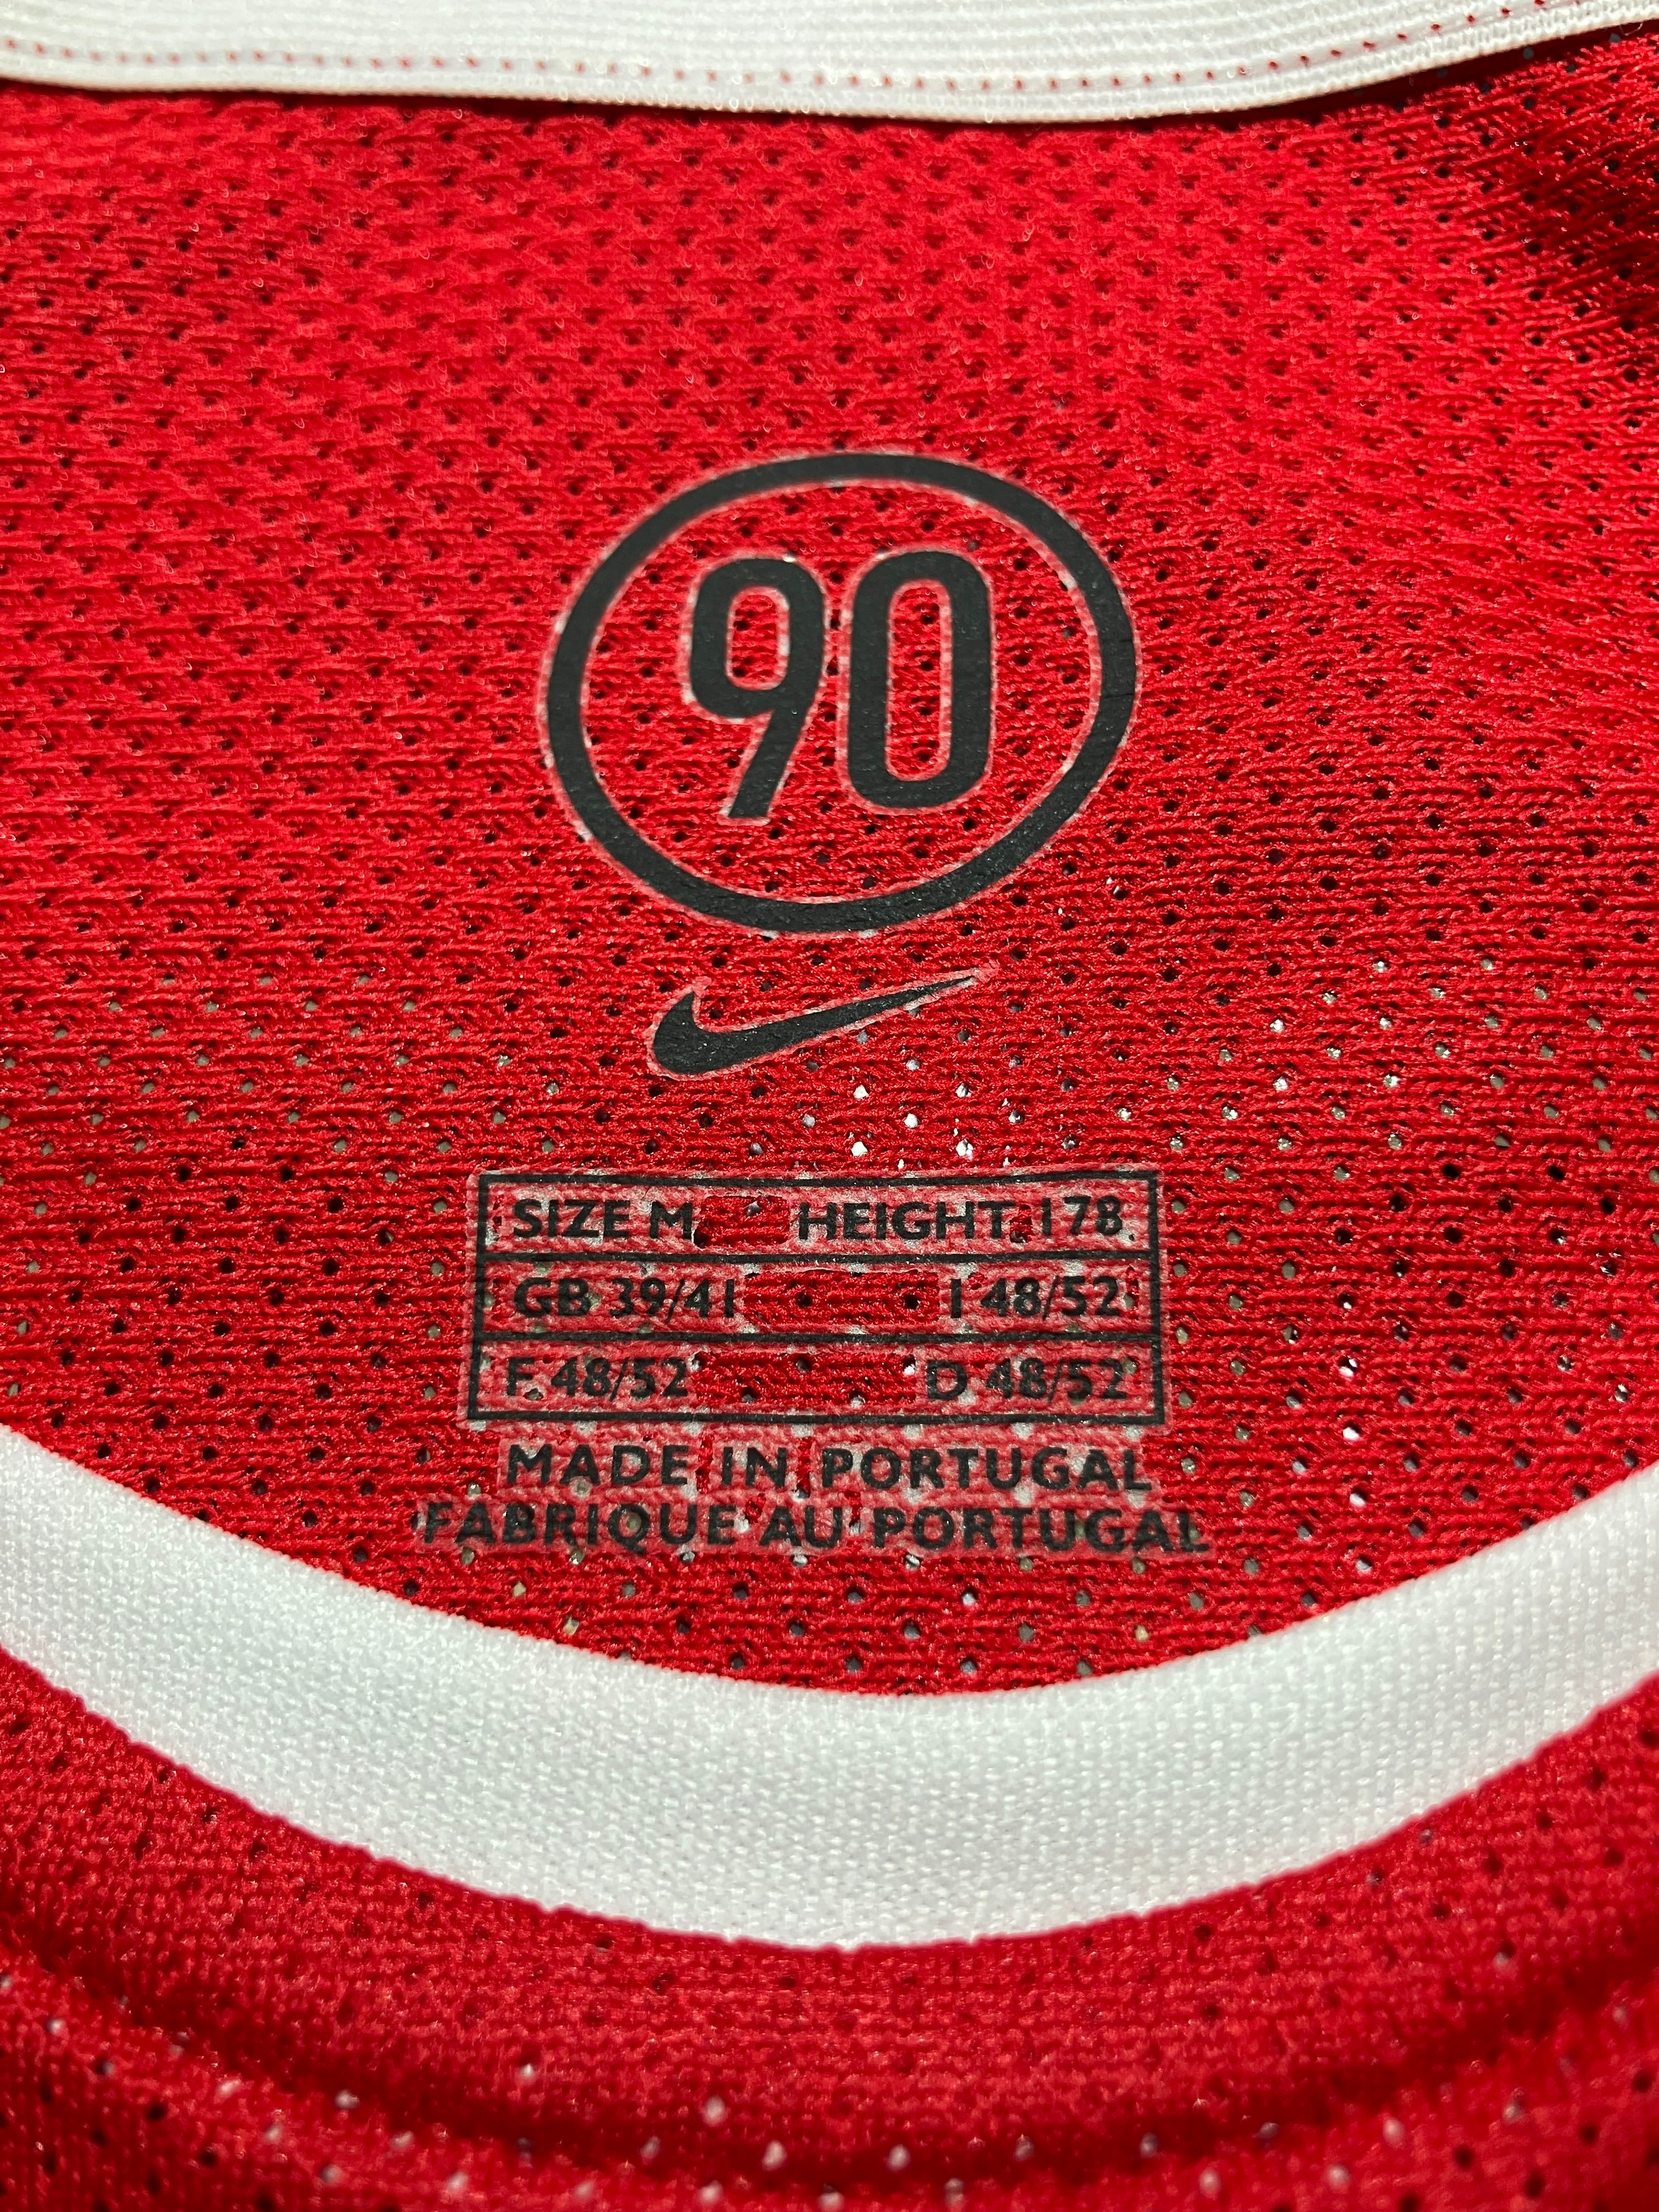 90
SIZE M HEIGHT. 178
GB 39/41 I 48/52
F. 48/52 D 48/52
MADE IN PORTUGAL
FABRIQUE AU PORTUGAL